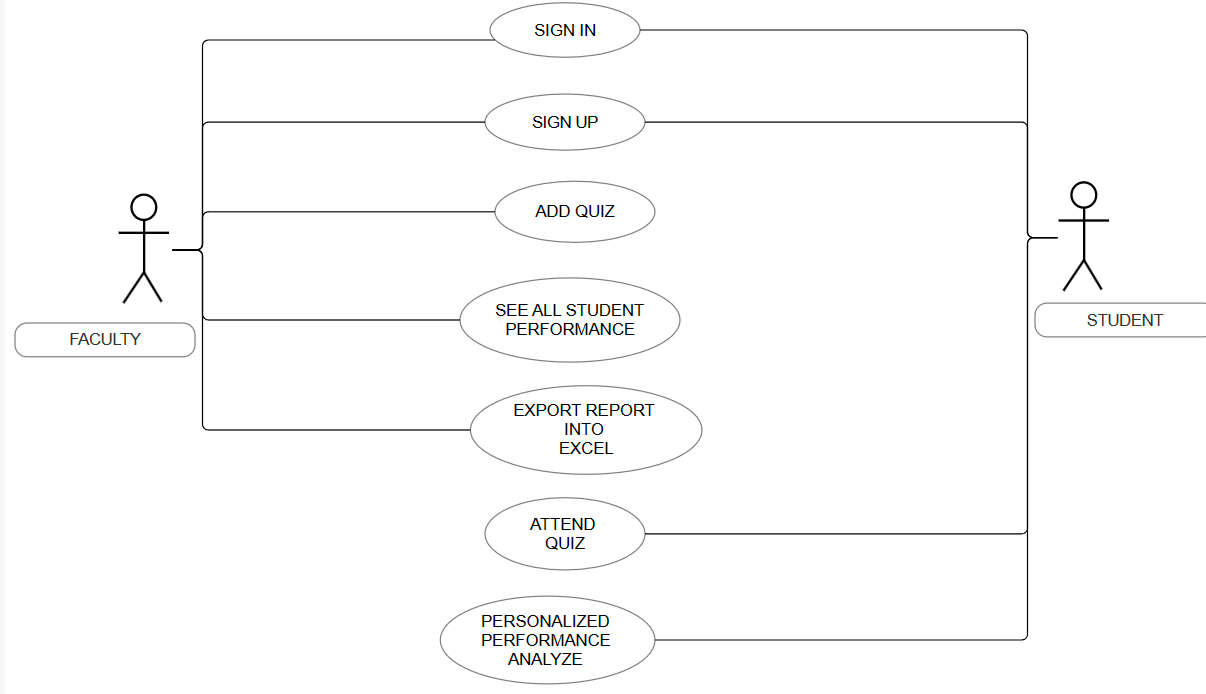 SIGN IN
SIGN UP
ADD QUIZ
SEE ALL STUDENT
PERFORMANCE
FACULTY
STUDENT
EXPORT REPORT
INTO
EXCEL
ATTEND
QUIZ
PERSONALIZED
PERFORMANCE
ANALYZE